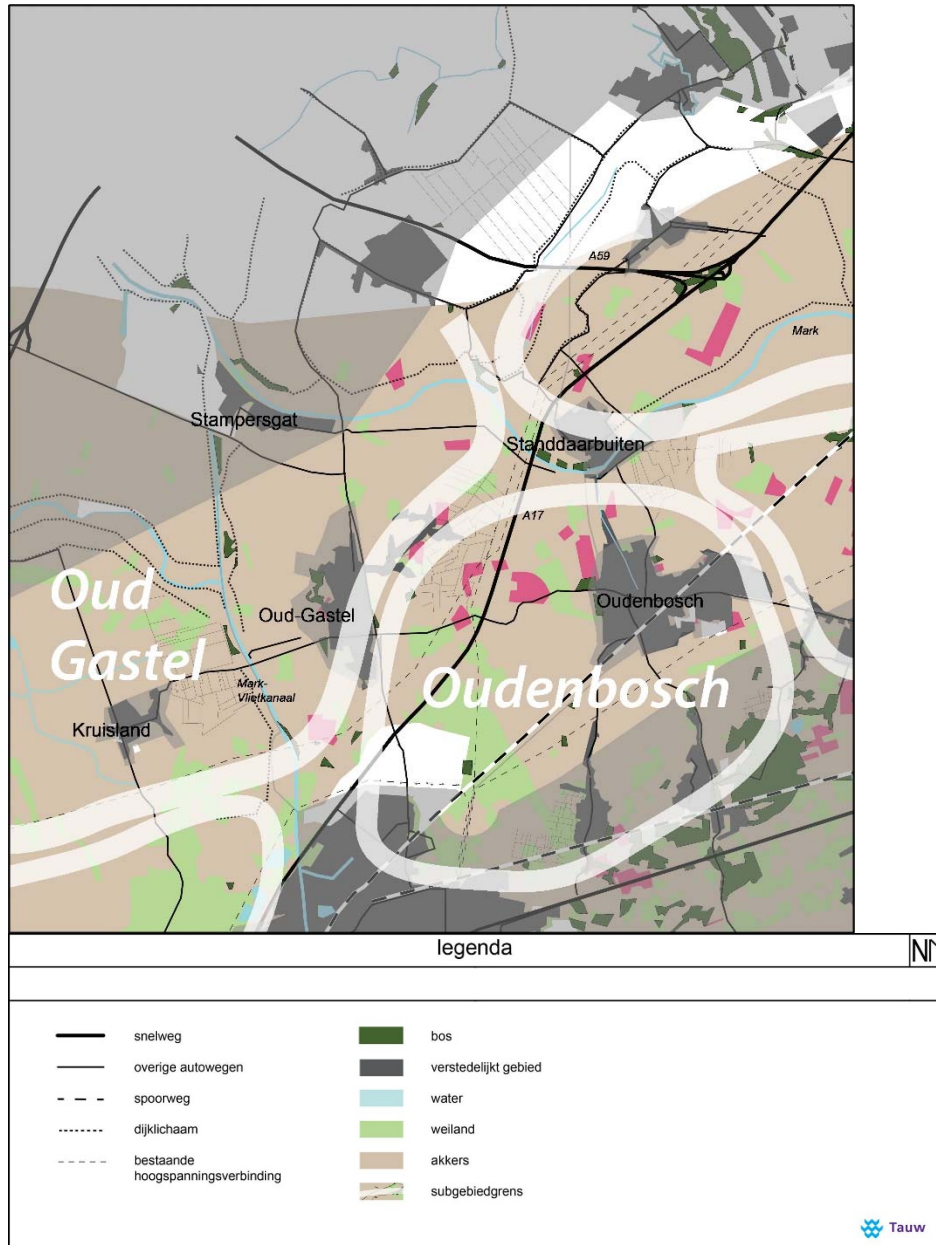 A59
Mark
Stampersgat
Standdaarbuiten
A17
Oud
Gastel
Oud-Gastel
Oudenbosch
Oudenbosch
Mark-
Vlietkanaal
Kruisland
legenda
snelweg
overige autowegen
spoorweg
dijklichaam
bestaande
hoogspanningsverbinding
bos
verstedelijkt gebied
water
weiland
akkers
subgebiedgrens
Tauw